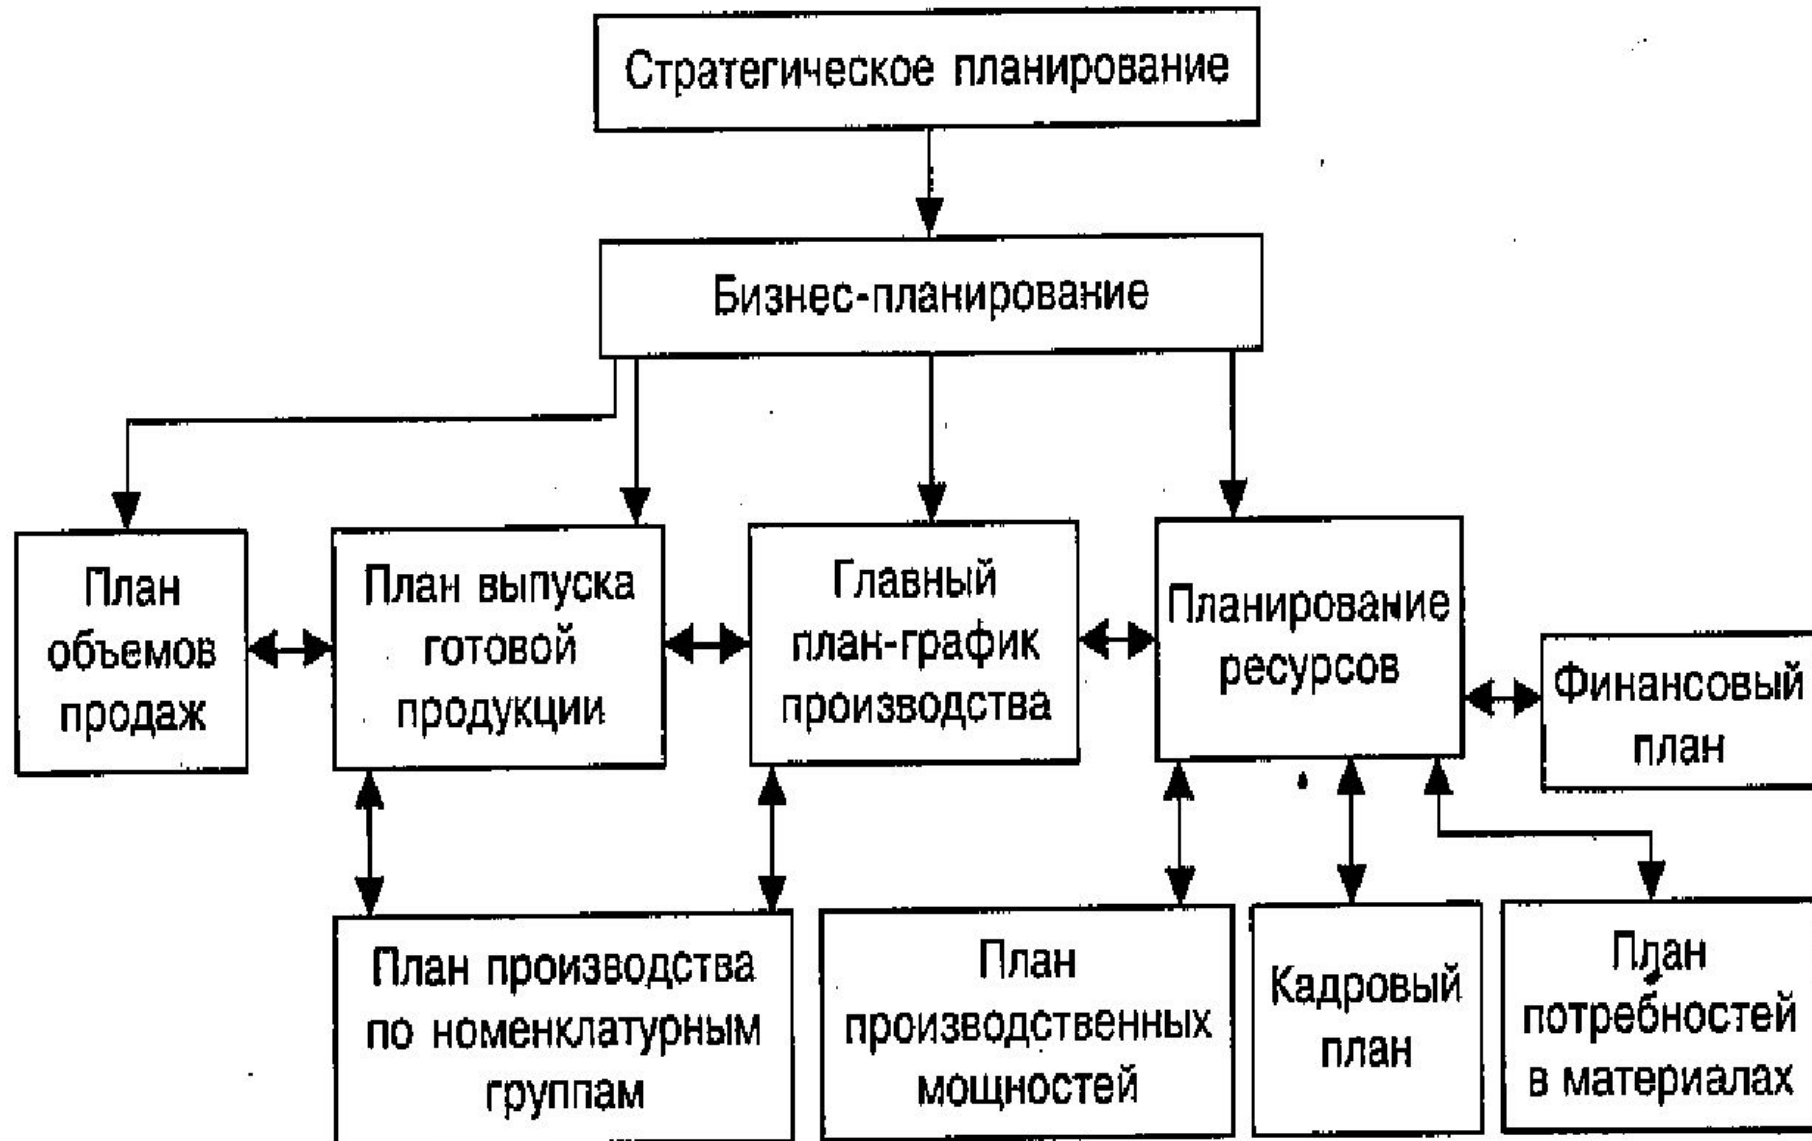 Стратегическое планирование
Бизнес-планирование
План
объемов
продаж
План выпуска
готовой
продукции
Главный
план-график
производства
Планирование
ресурсов
Финансовый
план
План производства
по номенклатурным
группам
План
производственных
мощностей
Кадровый
план
План
потребностей
в материалах